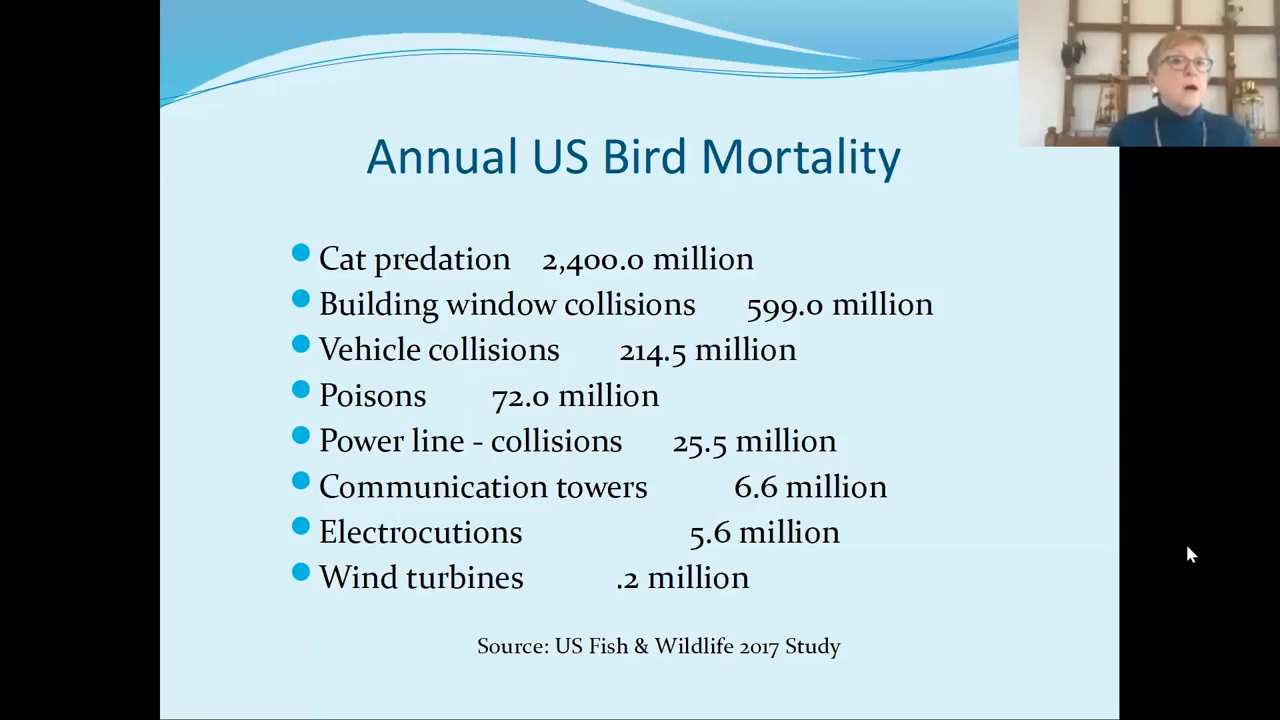 Annual US Bird Mortality
Cat predation 2,400.0 million
Building window collisions 599.0 million
Vehicle collisions 214.5 million
Poisons 72.0 million
Power line - collisions 25.5 million
Communication towers 6.6 million
Electrocutions 5.6 million
Wind turbines .2 million
Source: US Fish & Wildlife 2017 Study